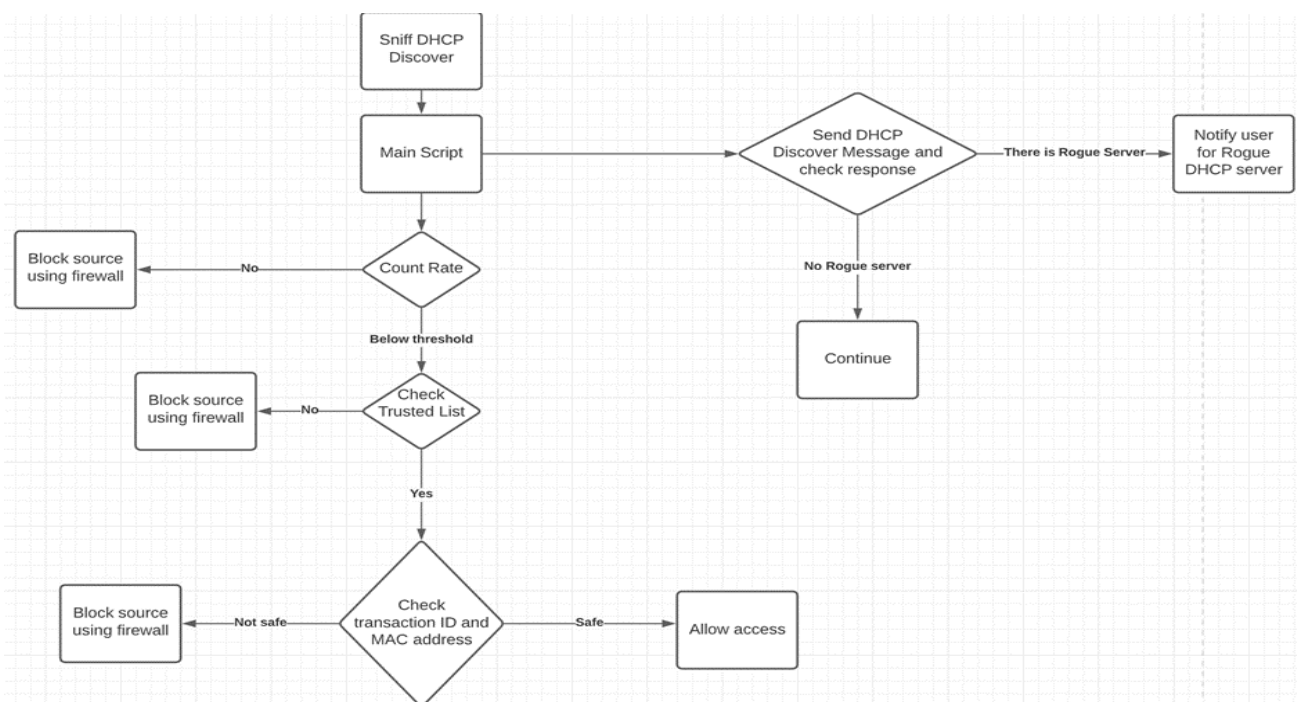 Sniff DHCP
Discover
Main Script
Send DHCP
Discover Message and
check response
There is Rogue Server
Notify user
for Rogue
DHCP server
Block source
using firewall
No
Count Rate
No Rogue server
Below threshold
Continue
Block source
using firewall
No
Check
Trusted List
Yes
Block source
using firewall
Not safe
Check
transaction ID and
MAC address
Safe
Allow access